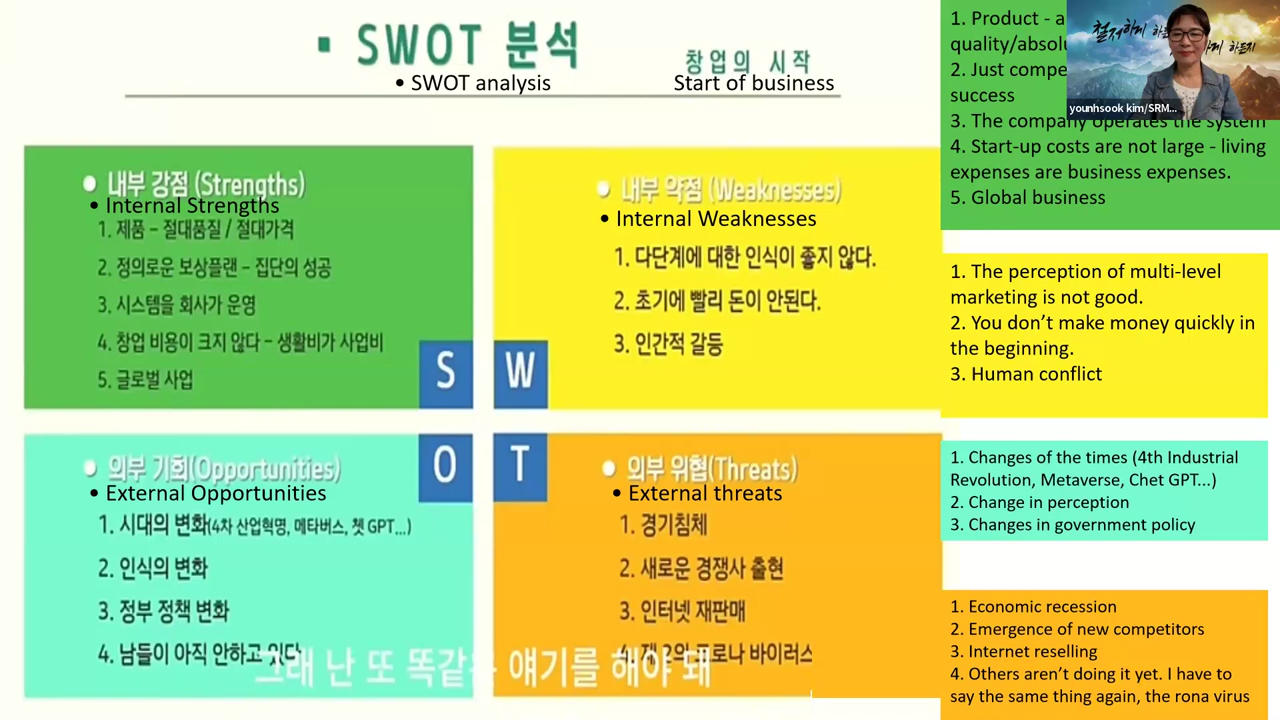 ▪ SWOT 분석
창업의 시작
• SWOT analysis
Start of business
• 내부 강점 (Strengths)
• Internal Strengths
1. 제품 – 절대품질 / 절대가격
2. 정의로운 보상플랜 – 집단의 성공
3. 시스템을 회사가 운영
4. 창업 비용이 크지 않다 – 생활비가 사업비
5. 글로벌 사업
S
• 내부 약점 (Weaknesses)
• Internal Weaknesses
1. 다단계에 대한 인식이 좋지 않다.
2. 초기에 빨리 돈이 안된다.
3. 인간적 갈등
W
• 외부 기회(Opportunities)
• External Opportunities
1. 시대의 변화(4차 산업혁명, 메타버스, 쳇 GPT...)
2. 인식의 변화
3. 정부 정책 변화
4. 남들이 아직 안하고 있다
O
• 외부 위협(Threats)
• External threats
1. 경기침체
2. 새로운 경쟁사 출현
3. 인터넷 재판매
4. 제 2의 코로나 바이러스
T
그래 난 또 똑같은 얘기를 해야 돼
1. Product - a
quality/absolu
2. Just compe
success
3. The company operates the system
4. Start-up costs are not large - living
expenses are business expenses.
5. Global business
철저하게
younhsook kim/SRM...
1. The perception of multi-level
marketing is not good.
2. You don’t make money quickly in
the beginning.
3. Human conflict
1. Changes of the times (4th Industrial
Revolution, Metaverse, Chet GPT...)
2. Change in perception
3. Changes in government policy
1. Economic recession
2. Emergence of new competitors
3. Internet reselling
4. Others aren’t doing it yet. I have to
say the same thing again, the rona virus